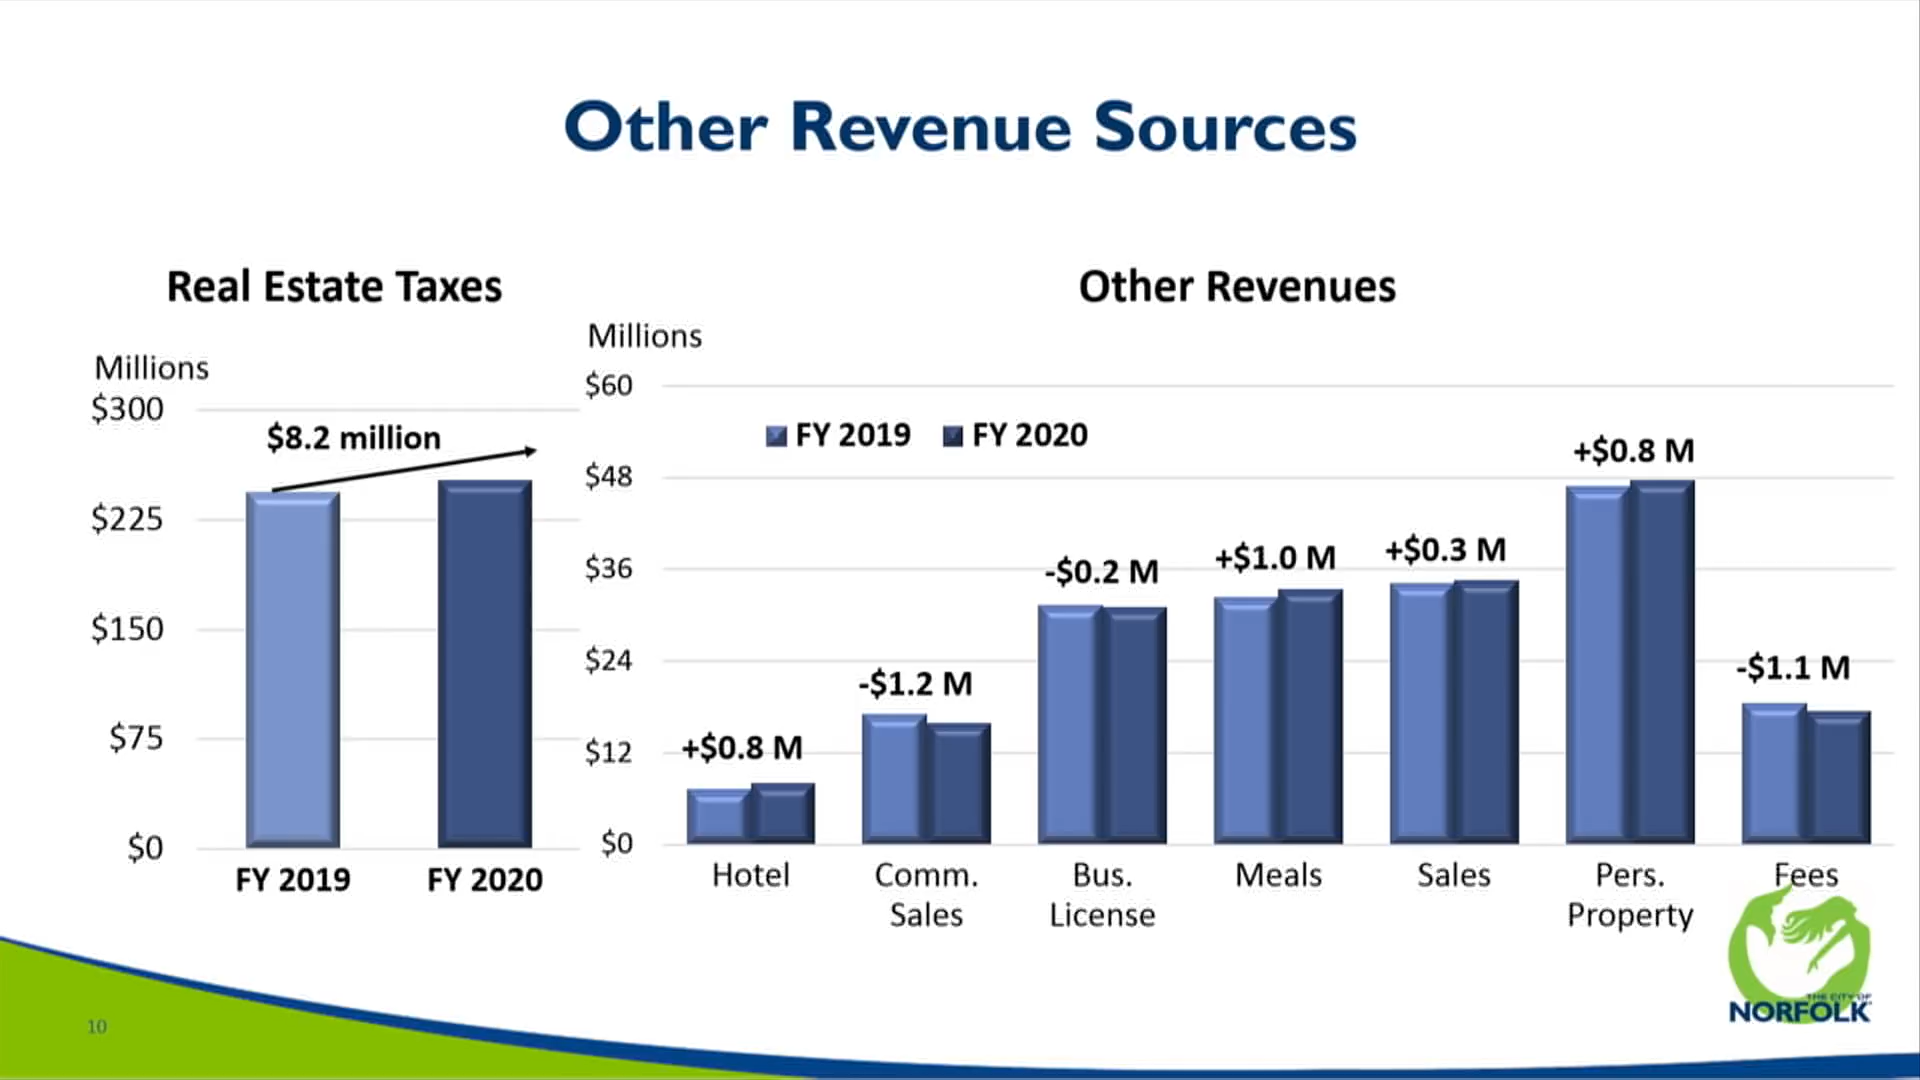 Other Revenue Sources
Real Estate Taxes
Millions
$300
$225
$150
$75
$0
$8.2 million
FY 2019
FY 2020
Other Revenues
Millions
$60
$48
$36
$24
$12
$0
FY 2019 FY 2020
+$0.8 M
-$1.2 M
-$0.2 M
+$1.0 M
+$0.3 M
+$0.8 M
-$1.1 M
Hotel
Comm.
Sales
Bus.
License
Meals
Sales
Pers.
Property
Fees
THE CITY OF
NORFOLK
10